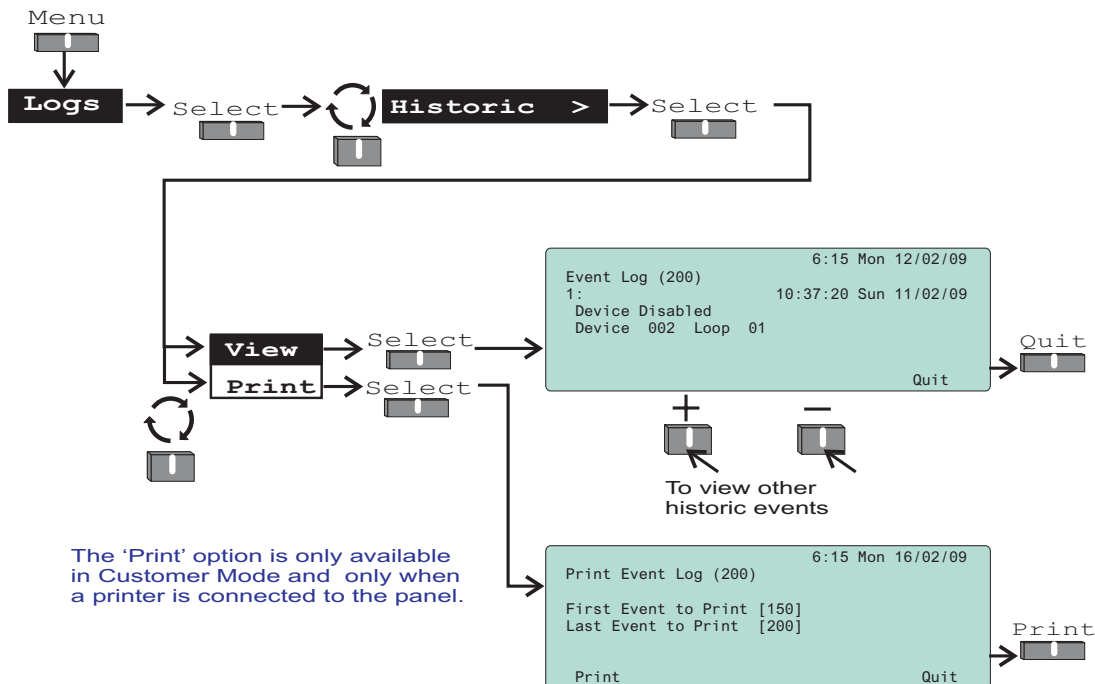 Menu
Logs Select Historic > Select
6:15 Mon 12/02/09
Event Log (200)
1: 10:37:20 Sun 11/02/09
Device Disabled
Device 002 Loop 01
Quit
View Select
Print Select
Quit
+ −
To view other
historic events
The ‘Print’ option is only available
in Customer Mode and only when
a printer is connected to the panel.
6:15 Mon 16/02/09
Print Event Log (200)
First Event to Print [150]
Last Event to Print [200]
Print Quit
Print